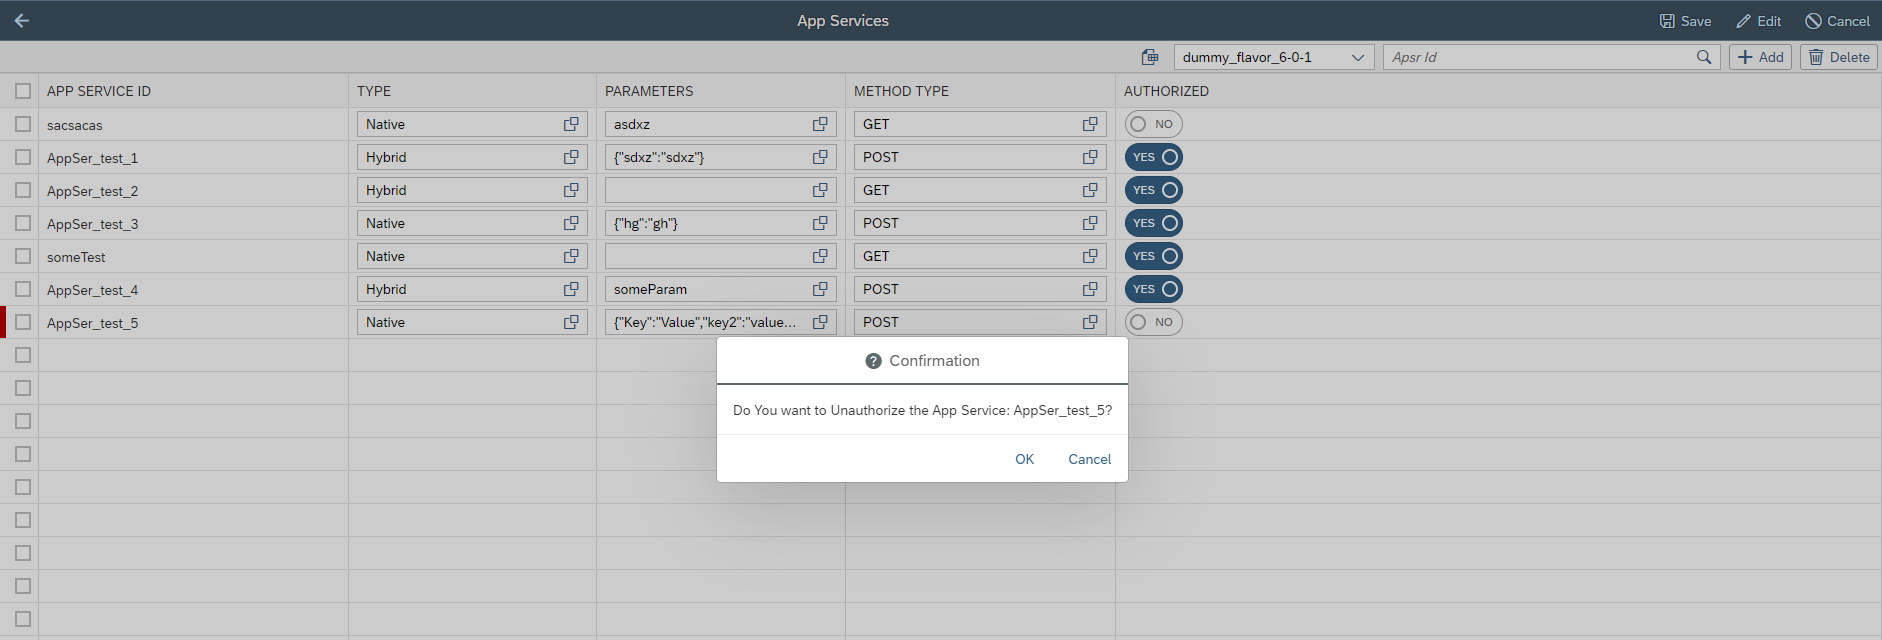 App Services
Save Edit Cancel
dummy_flavor_6-0-1 Apsr Id Add Delete
APP SERVICE ID TYPE PARAMETERS METHOD TYPE AUTHORIZED
sacsacas Native asdxz GET NO
AppSer_test_1 Hybrid {"sdxz":"sdxz"} POST YES
AppSer_test_2 Hybrid GET YES
AppSer_test_3 Native {"hg":"gh"} POST YES
someTest Native GET YES
AppSer_test_4 Hybrid someParam POST YES
AppSer_test_5 Native {"Key":"Value","key2":"value... POST NO
Confirmation
Do You want to Unauthorize the App Service: AppSer_test_5?
OK Cancel